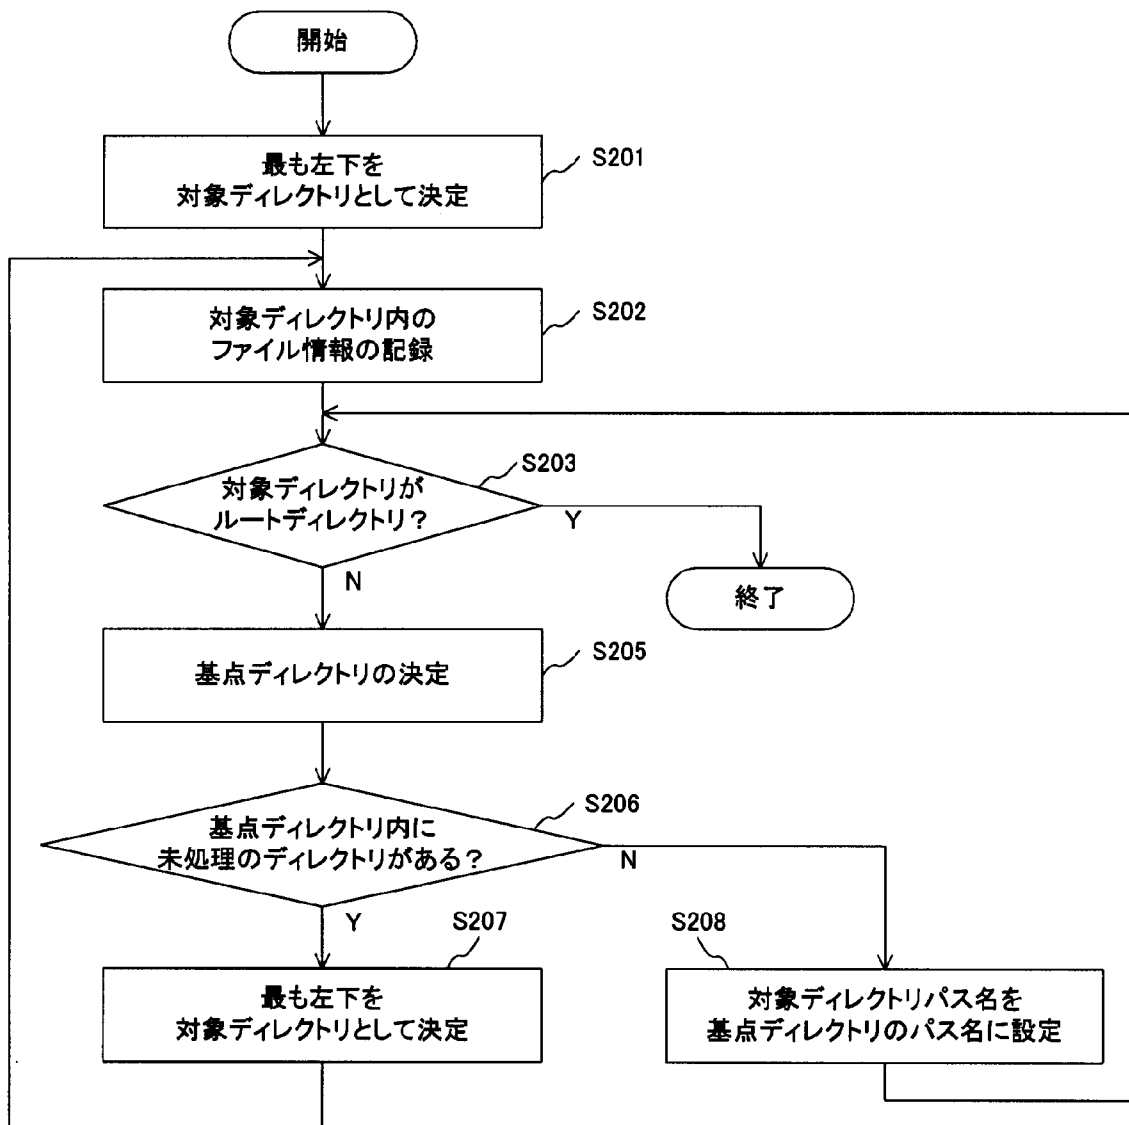 開始
最も左下を
対象ディレクトリとして決定
S201
対象ディレクトリ内の
ファイル情報の記録
S202
対象ディレクトリが
ルートディレクトリ？
S203
Y
N
終了
基点ディレクトリの決定
S205
基点ディレクトリ内に
未処理のディレクトリがある？
S206
N
Y
S207
最も左下を
対象ディレクトリとして決定
S208
対象ディレクトリパス名を
基点ディレクトリのパス名に設定